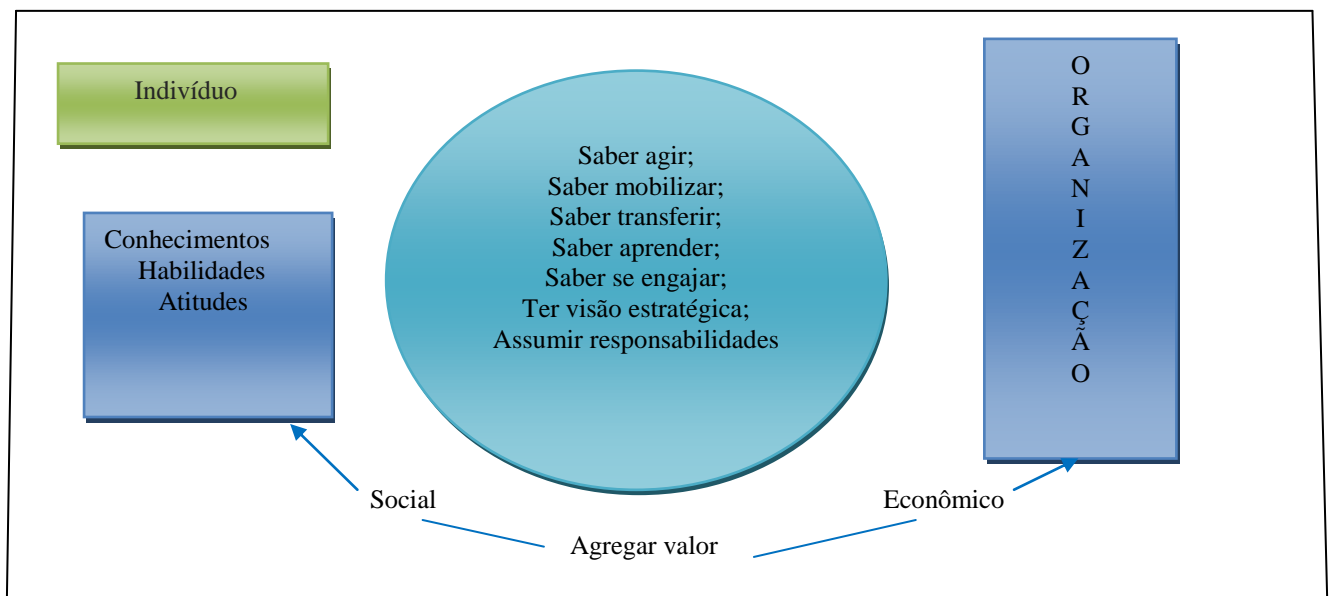 Indivíduo
Conhecimentos
Habilidades
Atitudes
Saber agir;
Saber mobilizar;
Saber transferir;
Saber aprender;
Saber se engajar;
Ter visão estratégica;
Assumir responsabilidades
O
R
G
A
N
I
Z
A
Ç
Ã
O
Social
Econômico
Agregar valor